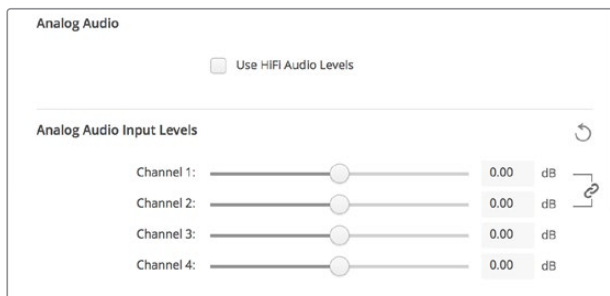 Analog Audio
Use HiFi Audio Levels
Analog Audio Input Levels
Channel 1: 0.00 dB
Channel 2: 0.00 dB
Channel 3: 0.00 dB
Channel 4: 0.00 dB